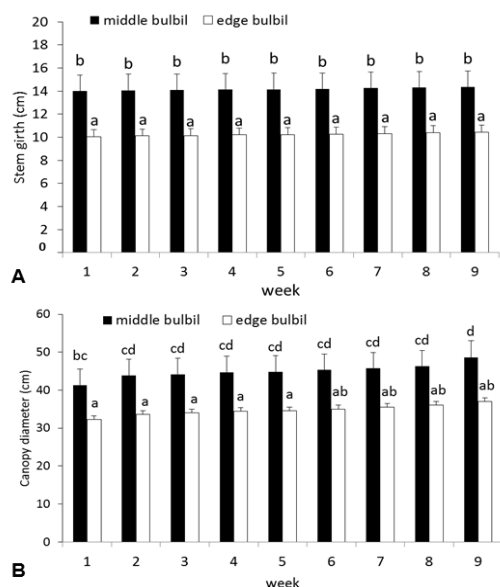 20
■ middle bulbil □ edge bulbil
18
b b b b b b b b b
16
14
12
a a a a a a a a a
10
8
6
4
2
0
Stem girth (cm)
1 2 3 4 5 6 7 8 9
week
A
60
■ middle bulbil □ edge bulbil
50
bc cd cd cd cd cd cd cd d
40
a a a a a ab ab ab ab
30
20
10
0
Canopy diameter (cm)
1 2 3 4 5 6 7 8 9
week
B